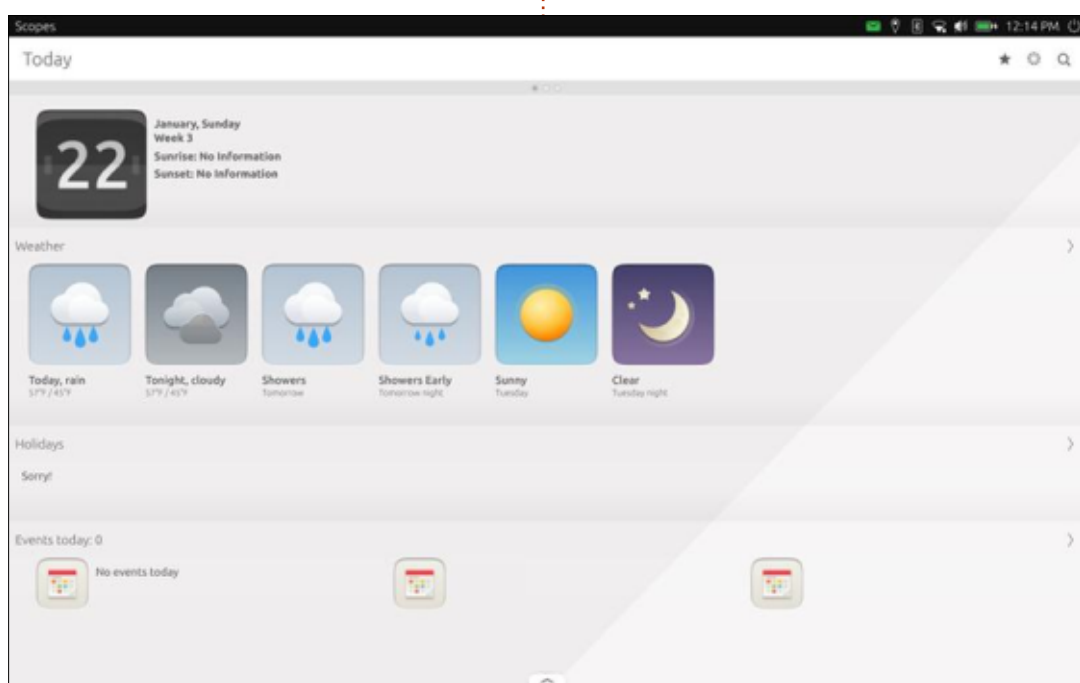 Scopes 12:14 PM
Today
22
January, Sunday
Week 3
Sunrise: No Information
Sunset: No Information
Weather
Today, rain
57°F / 45°F
Tonight, cloudy
57°F / 45°F
Showers
Tomorrow
Showers Early
Tomorrow night
Sunny
Tuesday
Clear
Tuesday night
Holidays
Sorry!
Events today: 0
No events today